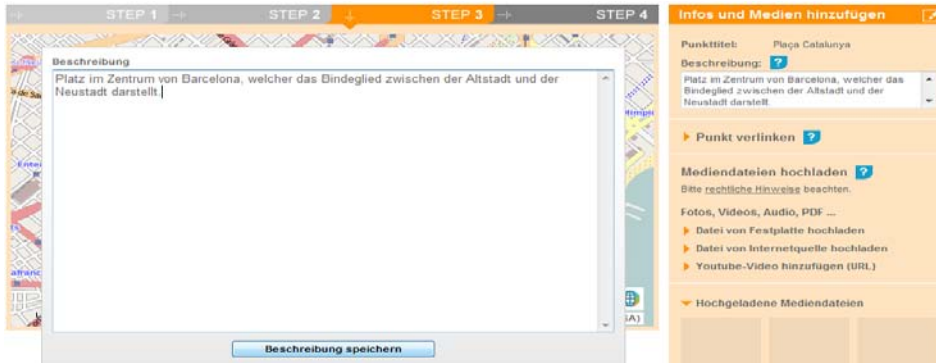 STEP 1
STEP 2
STEP 3
STEP 4
Beschreibung
Platz im Zentrum von Barcelona, welcher das Bindeglied zwischen der Altstadt und der
Neustadt darstellt.
Beschreibung speichern
Infos und Medien hinzufügen
Punkttitel: Plaça Catalunya
Beschreibung: ?
Platz im Zentrum von Barcelona, welcher das
Bindeglied zwischen der Altstadt und der
Neustadt darstellt.
Punkt verlinken ?
Mediendateien hochladen ?
Bitte rechtliche Hinweise beachten.
Fotos, Videos, Audio, PDF ...
Datei von Festplatte hochladen
Datei von Internetquelle hochladen
Youtube-Video hinzufügen (URL)
Hochgeladene Mediendateien